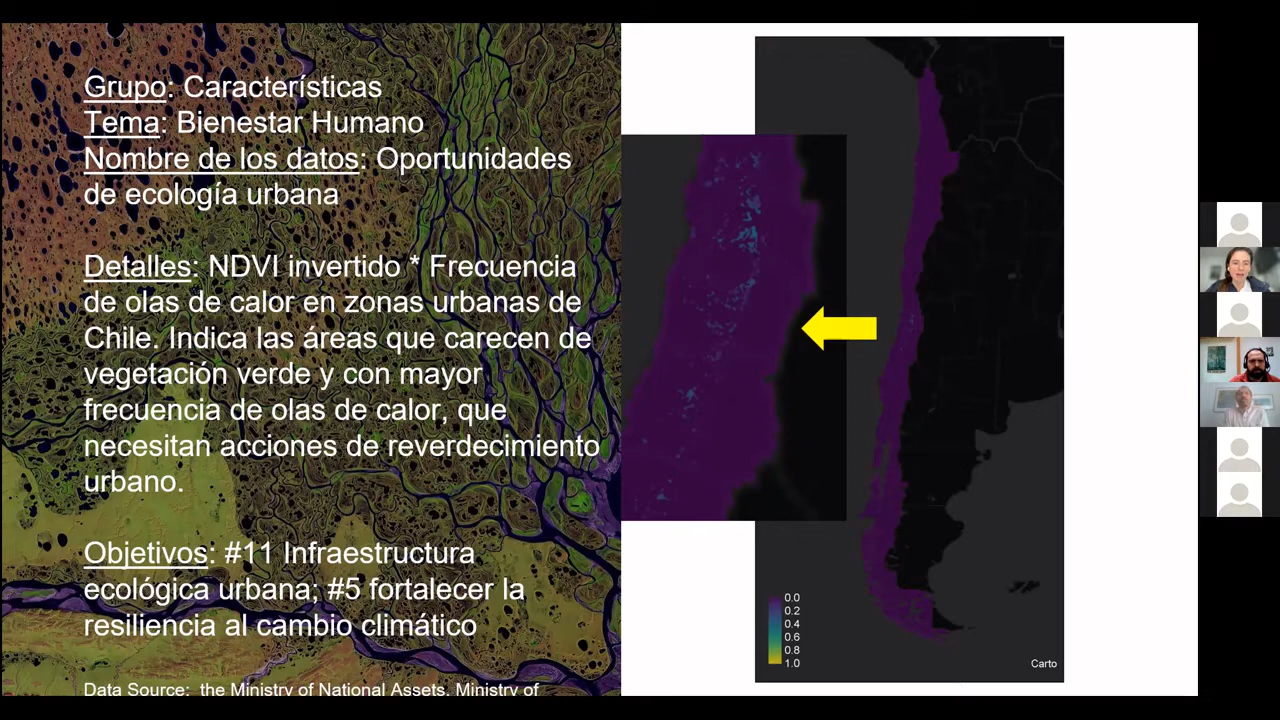 Grupo: Características
Tema: Bienestar Humano
Nombre de los datos: Oportunidades
de ecología urbana
Detalles: NDVI invertido * Frecuencia
de olas de calor en zonas urbanas de
Chile. Indica las áreas que carecen de
vegetación verde y con mayor
frecuencia de olas de calor, que
necesitan acciones de reverdecimiento
urbano.
Objetivos: #11 Infraestructura
ecológica urbana; #5 fortalecer la
resiliencia al cambio climático
Data Source: the Ministry of National Assets, Ministry of
0.0
0.2
0.4
0.6
0.8
1.0
Carto